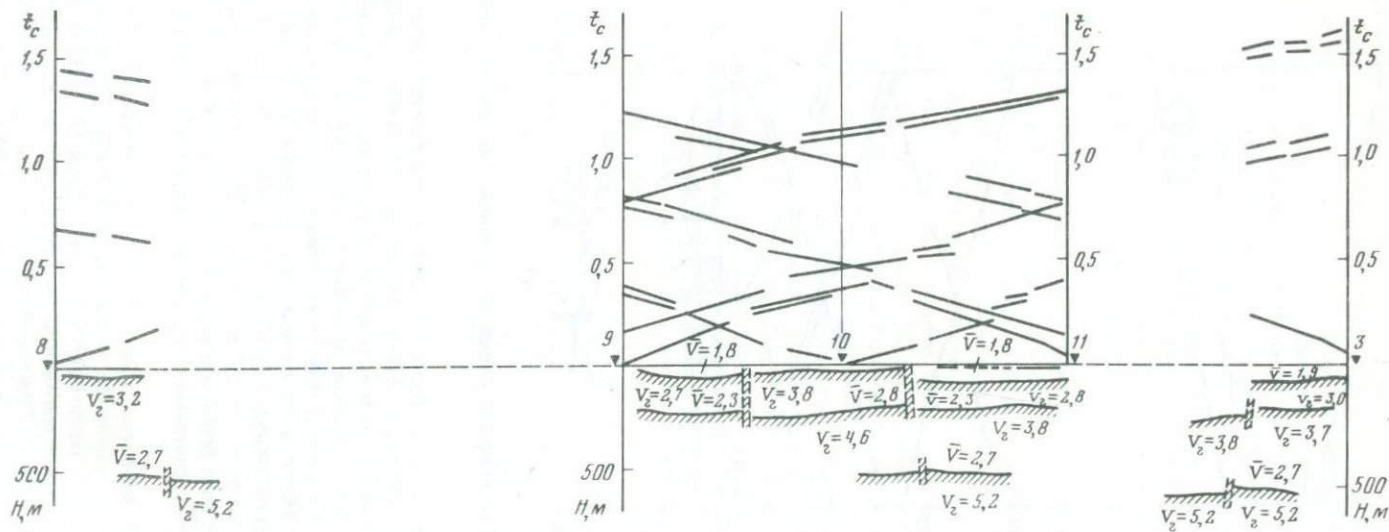 t_c
t_c
t_c
t_c
1,5
1,5
1,5
1,5
1,0
1,0
1,0
1,0
0,5
0,5
0,5
0,5
8
9
10
11
3
V̄=1,8
V̄=1,8
V̄=1,9
V_г=3,2
V_г=2,7
V̄=2,3
V_г=3,8
V̄=2,8
V̄=2,3
V_г=2,8
V_г=3,0
V_г=4,6
V_г=3,8
V_г=3,8
V_г=3,7
500
V̄=2,7
500
V̄=2,7
V̄=2,7
500
V_г=5,2
V_г=5,2
V_г=5,2
V_г=5,2
H,м
H,м
H,м